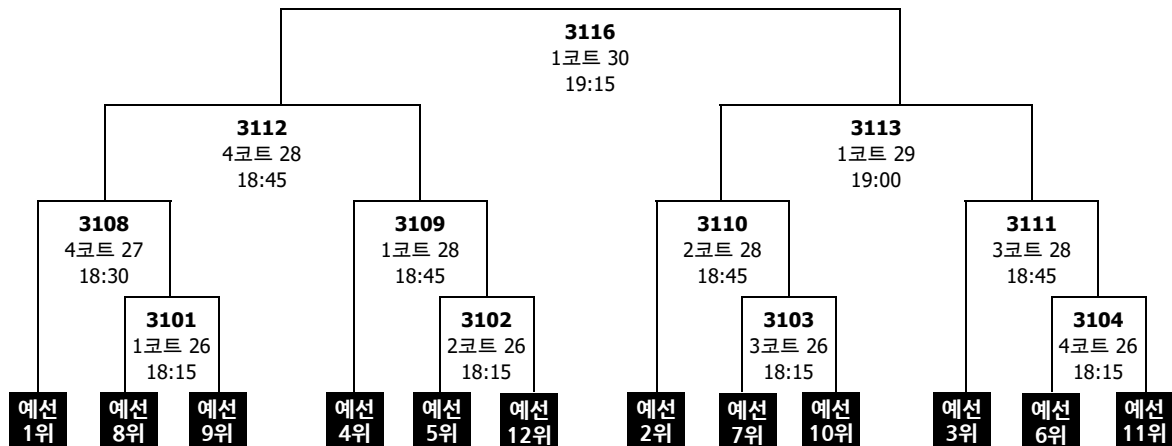 3116
1코트 30
19:15
3112
4코트 28
18:45
3113
1코트 29
19:00
3108
4코트 27
18:30
3109
1코트 28
18:45
3110
2코트 28
18:45
3111
3코트 28
18:45
3101
1코트 26
18:15
3102
2코트 26
18:15
3103
3코트 26
18:15
3104
4코트 26
18:15
예선
1위
예선
8위
예선
9위
예선
4위
예선
5위
예선
12위
예선
2위
예선
7위
예선
10위
예선
3위
예선
6위
예선
11위